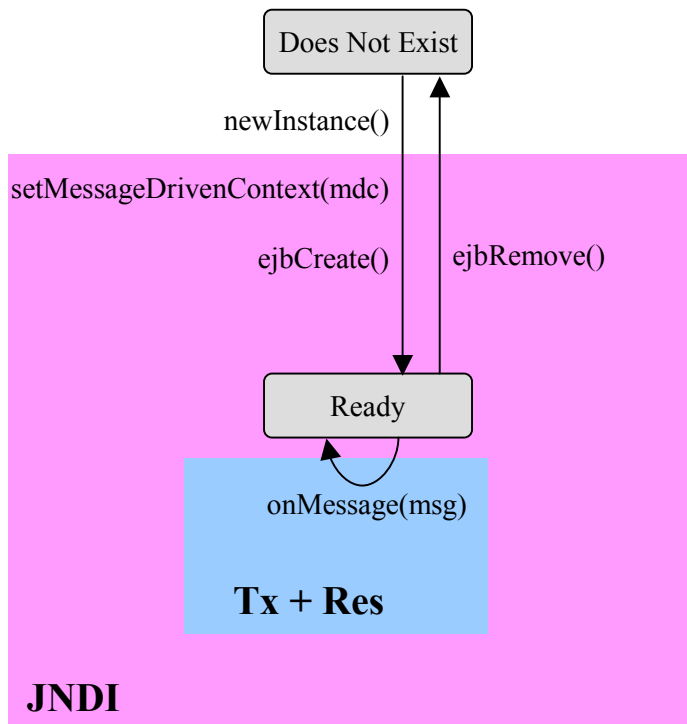 Does Not Exist
newInstance()
setMessageDrivenContext(mdc)
ejbCreate()
ejbRemove()
Ready
onMessage(msg)
Tx + Res
JNDI